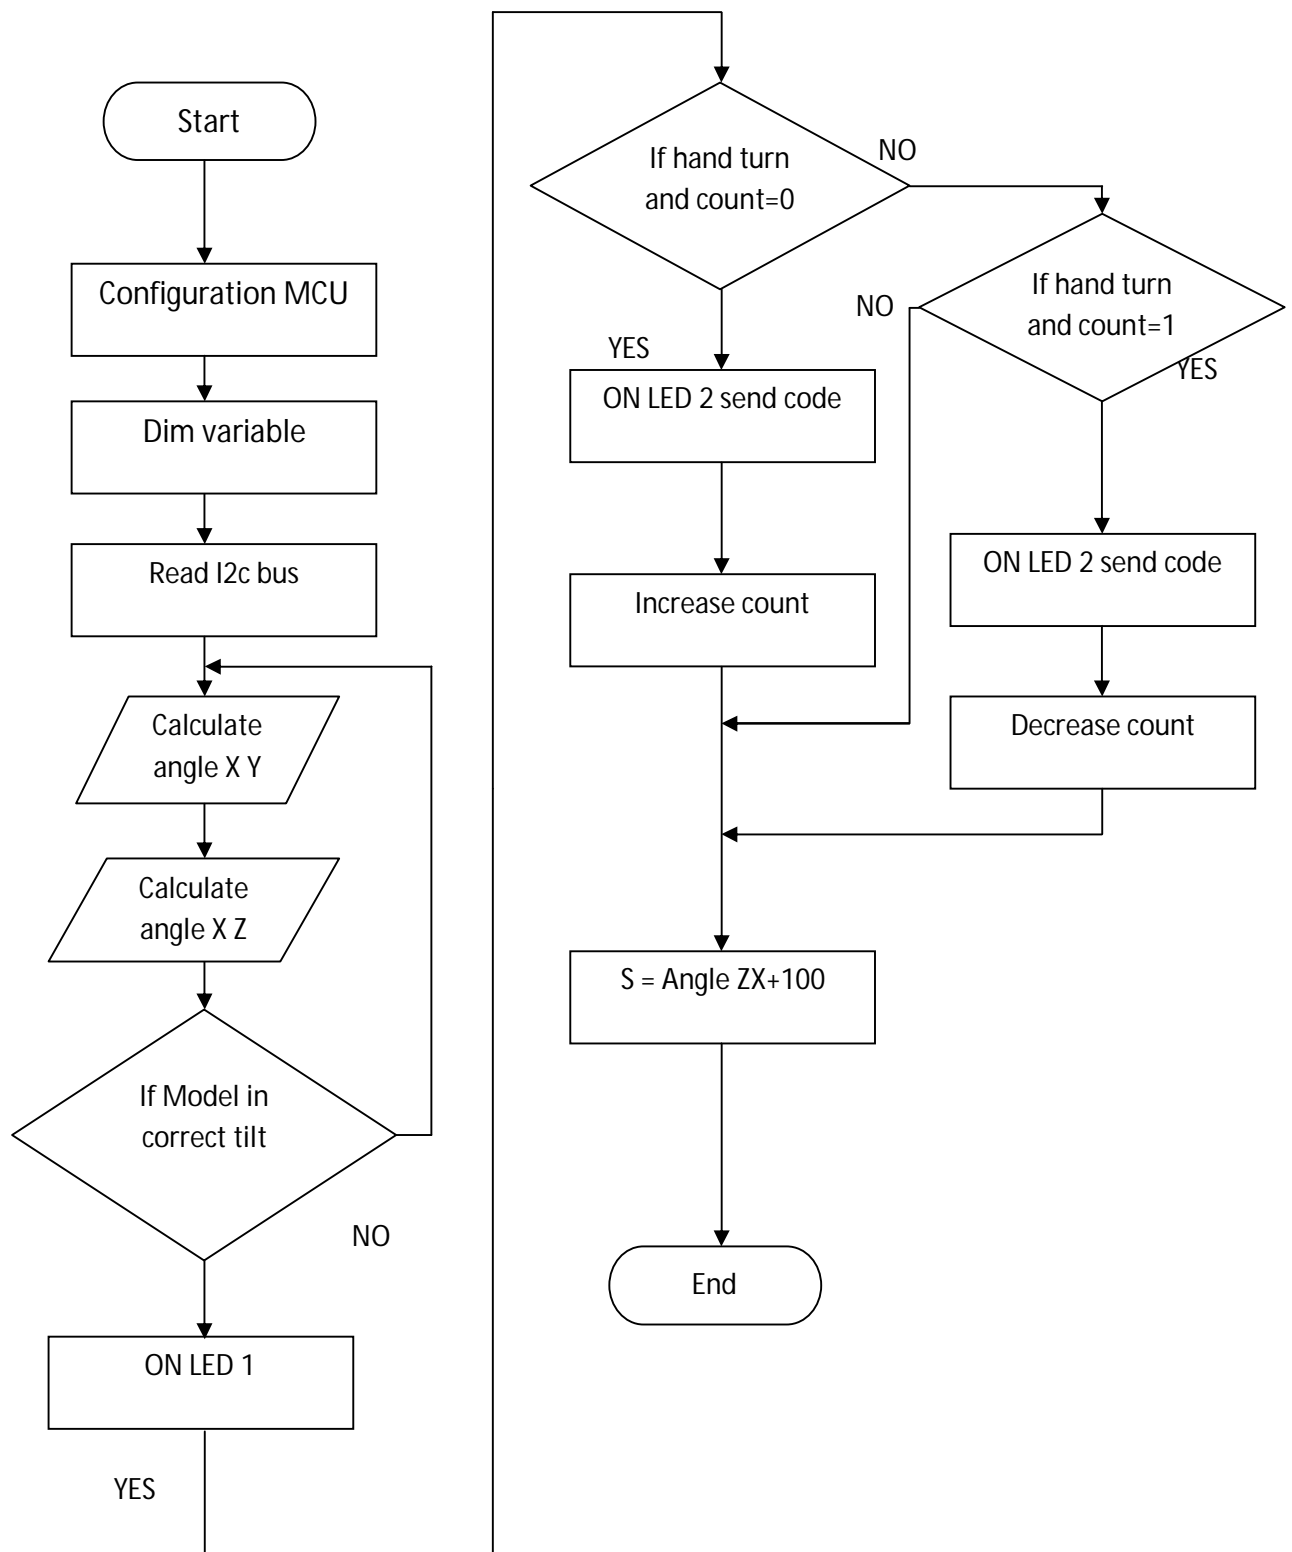 Start
Configuration MCU
Dim variable
Read I2c bus
Calculate
angle X Y
Calculate
angle X Z
If Model in
correct tilt
NO
ON LED 1
YES
If hand turn
and count=0
NO
YES
ON LED 2 send code
Increase count
If hand turn
and count=1
NO
YES
ON LED 2 send code
Decrease count
S = Angle ZX+100
End